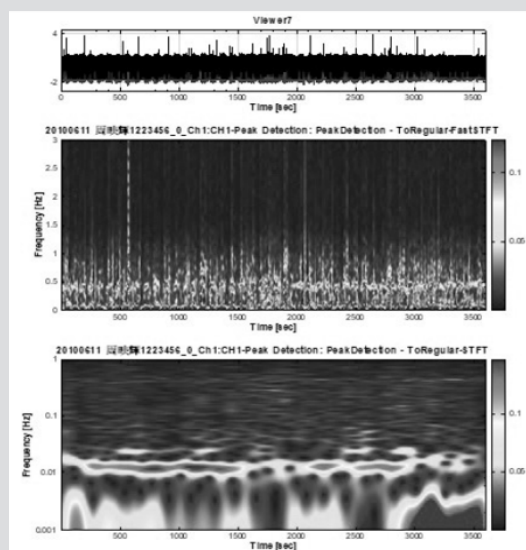 Viewer7
4
-2
0 500 1000 1500 2000 2500 3000 3500
Time [sec]
1223456_0_Ch1:CH1-Peak Detection: PeakDetection - ToRegular-FastSTFT
Frequency [Hz]
3
2.5
2
1.5
1
0.5
0
0.1
0.05
500 1000 1500 2000 2500 3000 3500
Time [sec]
1223456_0_Ch1:CH1-Peak Detection: PeakDetection - ToRegular-STFT
Frequency [Hz]
1
0.1
0.01
0.001
0.1
0.05
500 1000 1500 2000 2500 3000 3500
Time [sec]